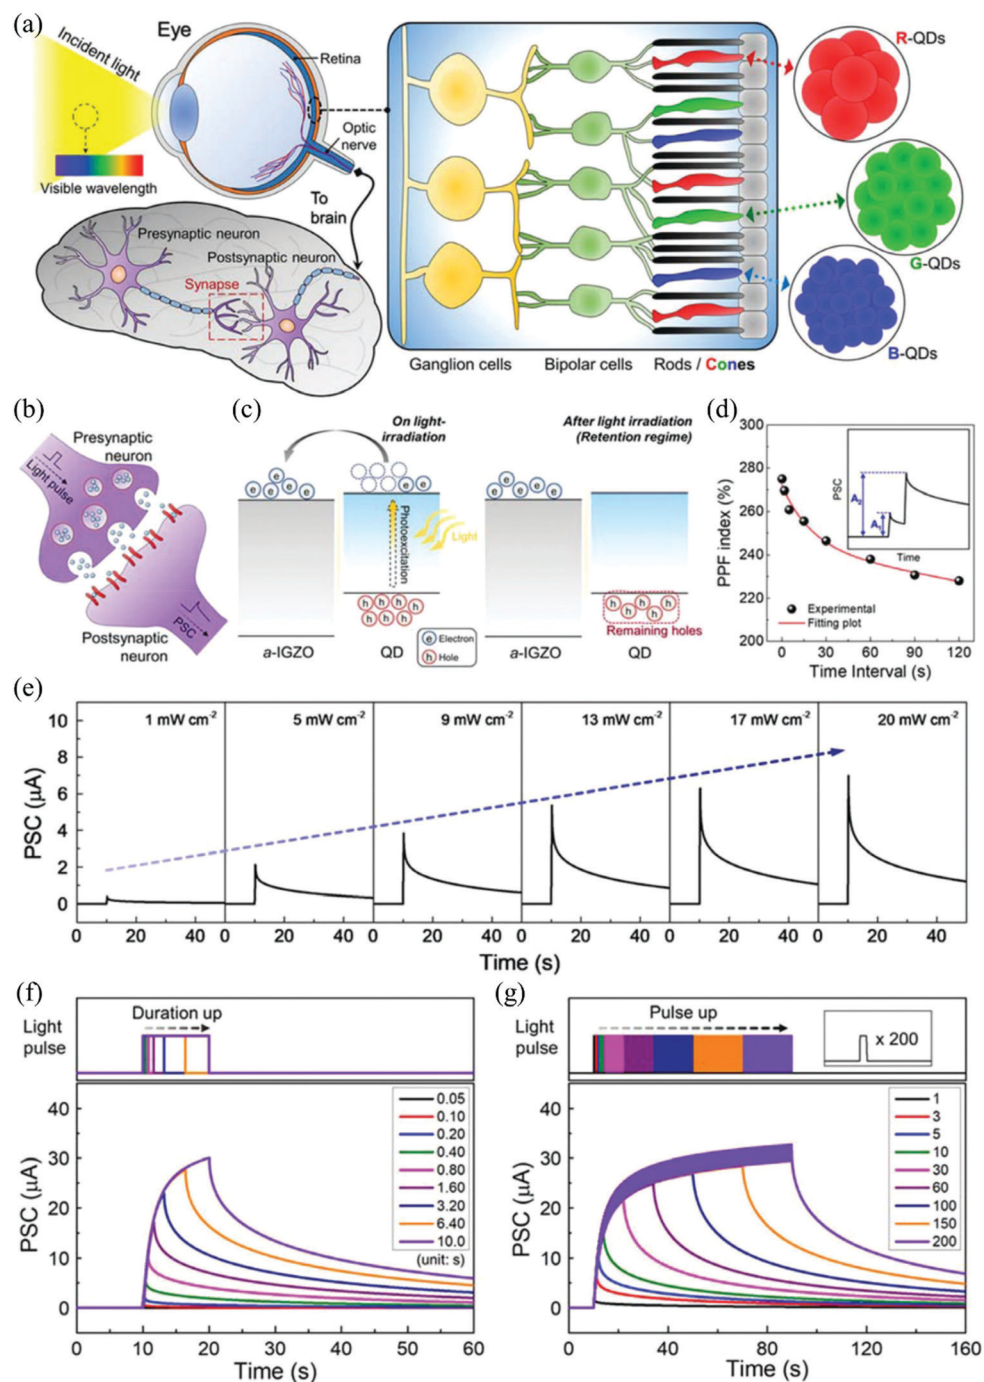 (a)
Incident light
Visible wavelength
Eye
Retina
Optic
nerve
To
brain
Presynaptic neuron
Postsynaptic neuron
Synapse
Ganglion cells
Bipolar cells
Rods / Cones
R-QDs
G-QDs
B-QDs
(b)
Presynaptic
neuron
Light pulse
PSC
Postsynaptic
neuron
(c)
On light-
irradiation
After light irradiation
(Retention regime)
e e e e e
e e
e e e e e
Photoexcitation
Light
h h h h
h h h
h h h h h
Remaining holes
a-IGZO
QD
e Electron
h Hole
a-IGZO
QD
(d)
PPF index (%)
300
280
260
240
220
200
PSC
A2
A1
Time
Experimental
Fitting plot
0 30 60 90 120
Time Interval (s)
(e)
PSC (µA)
10
8
6
4
2
0
1 mW cm-2
5 mW cm-2
9 mW cm-2
13 mW cm-2
17 mW cm-2
20 mW cm-2
0 20 40 0 20 40 0 20 40 0 20 40 0 20 40 0 20 40
Time (s)
(f)
Light
pulse
Duration up
PSC (µA)
40
30
20
10
0
0.05
0.10
0.20
0.40
0.80
1.60
3.20
6.40
10.0
(unit: s)
0 10 20 30 40 50 60
Time (s)
(g)
Light
pulse
Pulse up
x 200
PSC (µA)
40
30
20
10
0
1
3
5
10
30
60
100
150
200
0 40 80 120 160
Time (s)